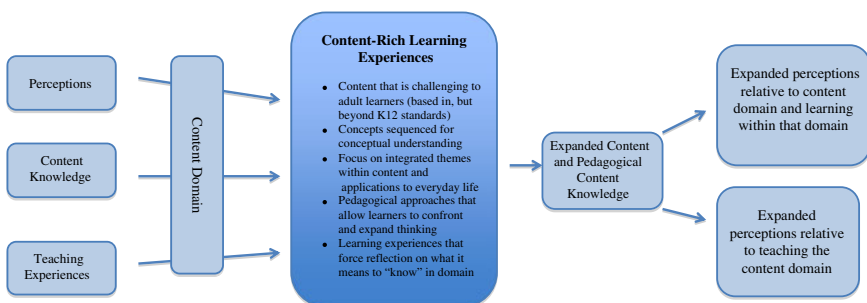 Perceptions
Content
Knowledge
Teaching
Experiences
Content Domain
Content-Rich Learning
Experiences
• Content that is challenging to
adult learners (based in, but
beyond K12 standards)
• Concepts sequenced for
conceptual understanding
• Focus on integrated themes
within content and
applications to everyday life
• Pedagogical approaches that
allow learners to confront
and expand thinking
• Learning experiences that
force reflection on what it
means to “know” in domain
Expanded Content
and Pedagogical
Content
Knowledge
Expanded perceptions
relative to content
domain and learning
within that domain
Expanded
perceptions relative
to teaching the
content domain